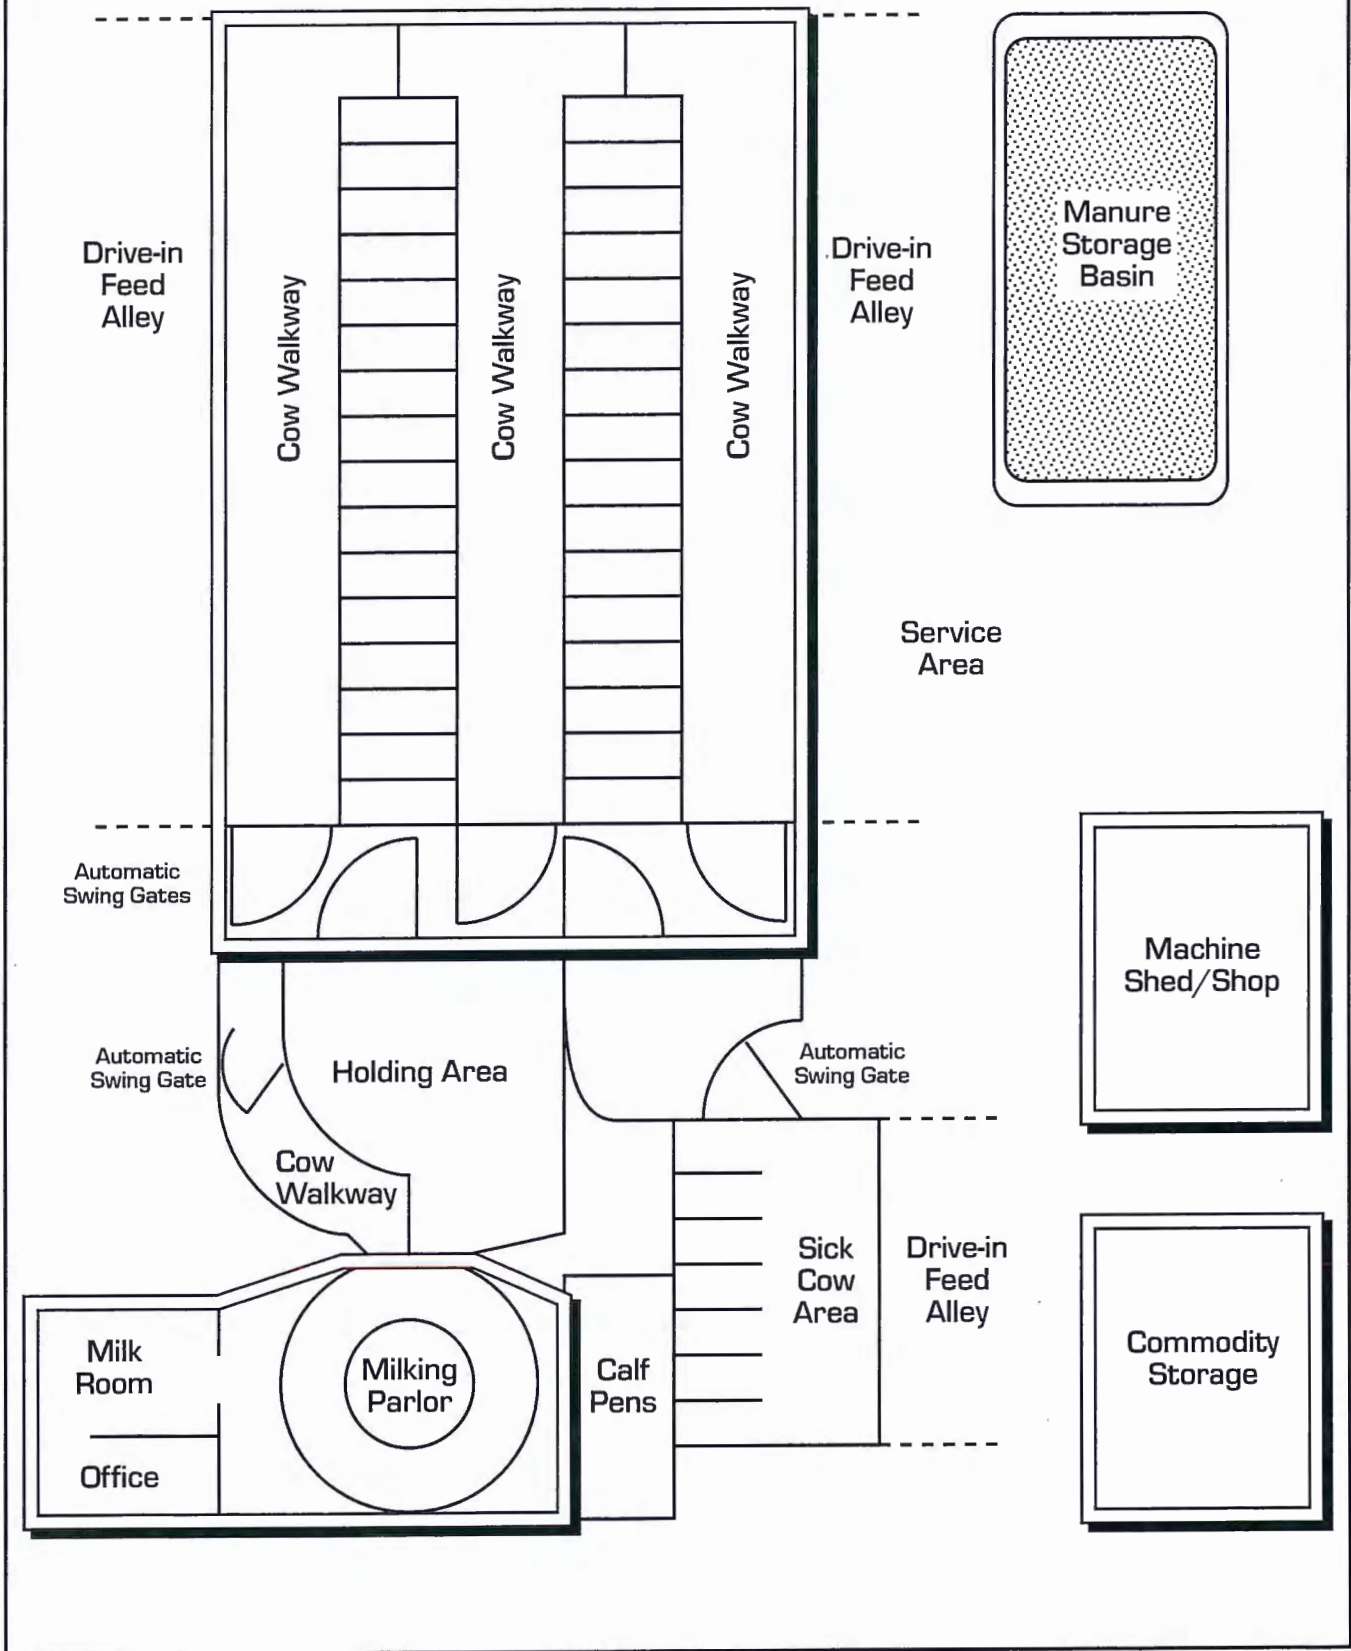 Manure
Storage
Basin
Drive-in
Feed
Alley
Cow Walkway
Cow Walkway
Cow Walkway
Drive-in
Feed
Alley
Service
Area
Automatic
Swing Gates
Machine
Shed/Shop
Automatic
Swing Gate
Holding Area
Automatic
Swing Gate
Cow
Walkway
Sick
Cow
Area
Drive-in
Feed
Alley
Milk
Room
Milking
Parlor
Calf
Pens
Commodity
Storage
Office